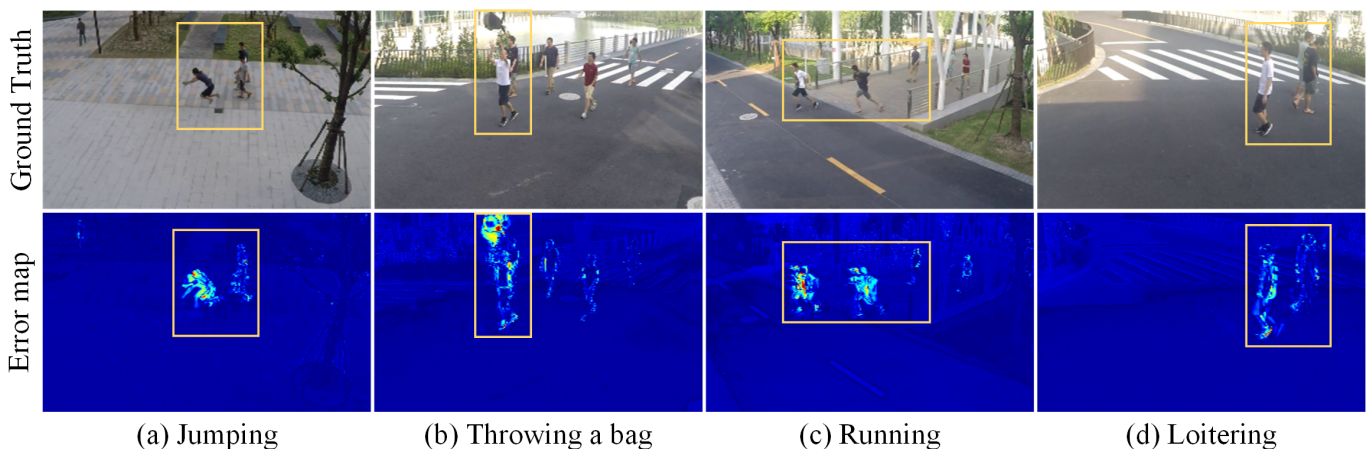 Ground Truth
Error map
(a) Jumping
(b) Throwing a bag
(c) Running
(d) Loitering